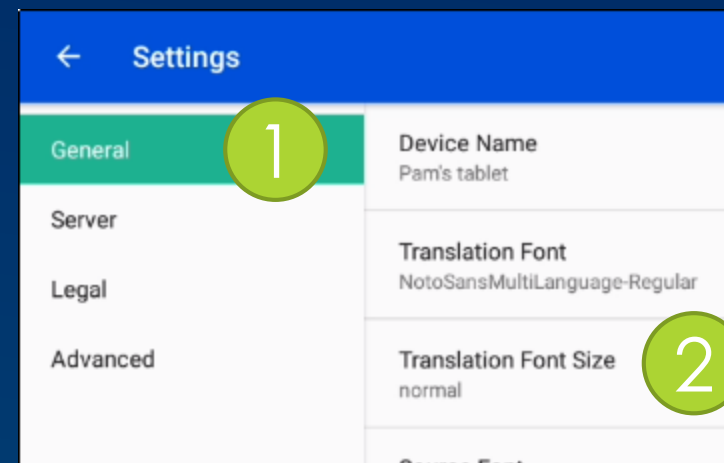 Settings
General
1
Server
Legal
Advanced
Device Name
Pam's tablet
Translation Font
NotoSansMultiLanguage-Regular
Translation Font Size
normal
2